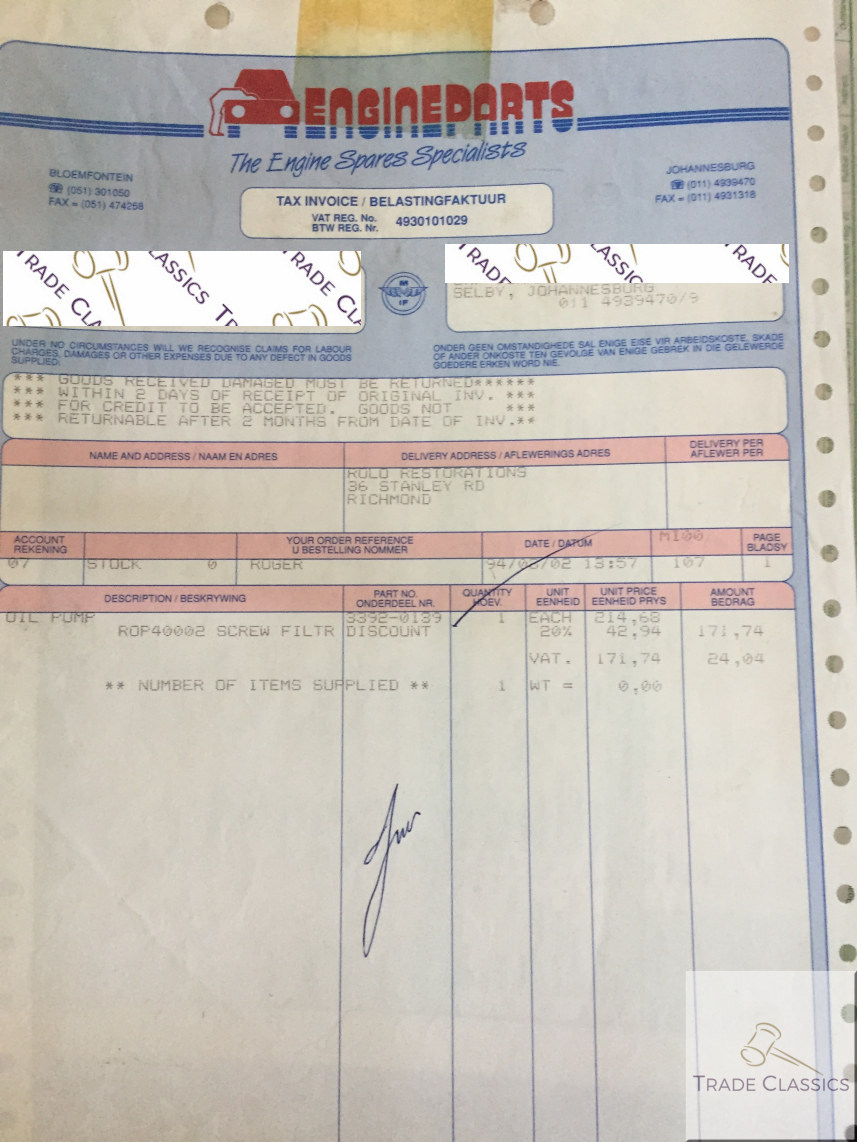 ENGINEPARTS
The Engine Spares Specialists
BLOEMFONTEIN
(051) 301050
FAX = (051) 474258
JOHANNESBURG
(011) 4939470
FAX = (011) 4931318
TAX INVOICE / BELASTINGFAKTUUR
VAT REG. No. 4930101029
BTW REG. Nr.
TRADE CLASSICS
TRADE CLASSICS
M
IF
SELBY, JOHANNESBURG
011 4939470/9
UNDER NO CIRCUMSTANCES WILL WE RECOGNISE CLAIMS FOR LABOUR
CHARGES, DAMAGES OR OTHER EXPENSES DUE TO ANY DEFECT IN GOODS
SUPPLIED.
ONDER GEEN OMSTANDIGHEDE SAL ENIGE EISE VIR ARBEIDSKOSTE, SKADE
OF ANDER ONKOSTE TEN GEVOLGE VAN ENIGE GEBREK IN DIE GELEWERDE
GOEDERE ERKEN WORD NIE.
*** GOODS RECEIVED DAMAGED MUST BE RETURNED******
*** WITHIN 2 DAYS OF RECEIPT OF ORIGINAL INV. ***
*** FOR CREDIT TO BE ACCEPTED. GOODS NOT ***
*** RETURNABLE AFTER 2 MONTHS FROM DATE OF INV.**
NAME AND ADDRESS / NAAM EN ADRES
DELIVERY ADDRESS / AFLEWERINGS ADRES
DELIVERY PER
AFLEWER PER
ROLO RESTORATIONS
36 STANLEY RD
RICHMOND
ACCOUNT
REKENING
YOUR ORDER REFERENCE
U BESTELLING NOMMER
DATE / DATUM
M100
PAGE
BLADSY
07 STOCK 0 ROGER 94/ /02 13:57 107 1
DESCRIPTION / BESKRYWING
PART NO.
ONDERDEEL NR.
QUANTITY
HOEV.
UNIT
EENHEID
UNIT PRICE
EENHEID PRYS
AMOUNT
BEDRAG
OIL PUMP 3392-0139 1 EACH 214,68
ROP40002 SCREW FILTR DISCOUNT 20% 42,94 171,74
VAT. 171,74 24,04
** NUMBER OF ITEMS SUPPLIED ** 1 WT = 0,00
TRADE CLASSICS